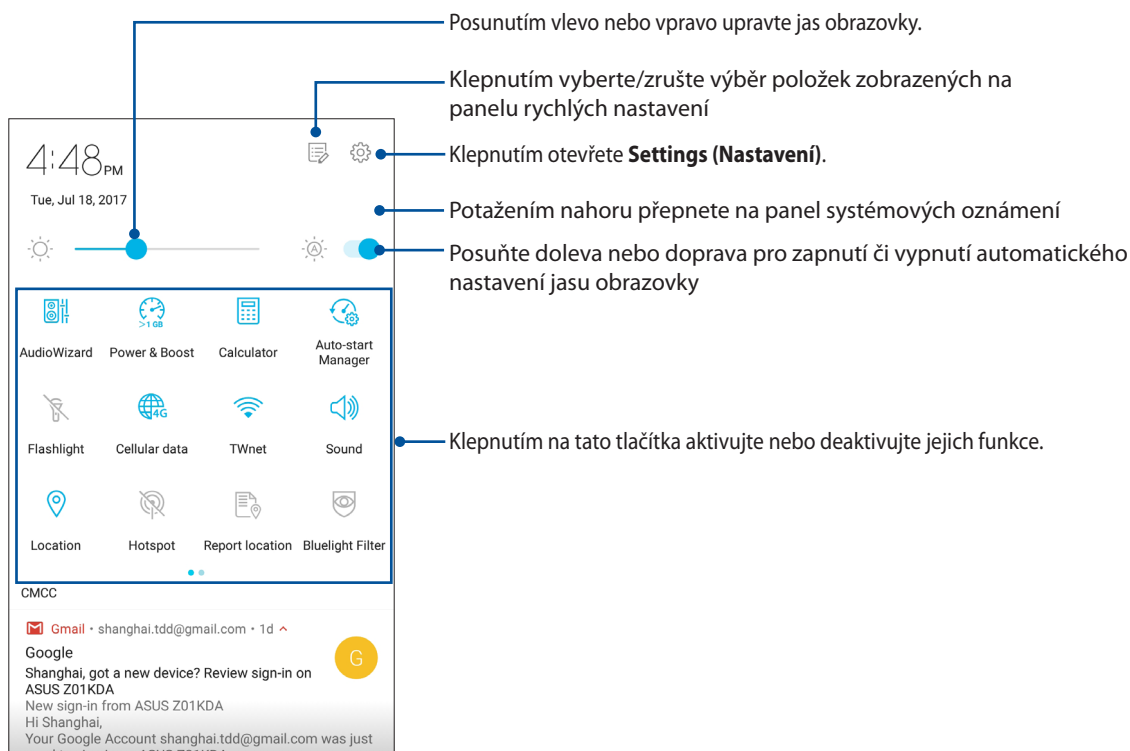 Posunutím vlevo nebo vpravo upravte jas obrazovky.
Klepnutím vyberte/zrušte výběr položek zobrazených na
panelu rychlých nastavení
Klepnutím otevřete Settings (Nastavení).
Potažením nahoru přepnete na panel systémových oznámení
Posuňte doleva nebo doprava pro zapnutí či vypnutí automatického
nastavení jasu obrazovky
Klepnutím na tato tlačítka aktivujte nebo deaktivujte jejich funkce.
4:48PM
Tue, Jul 18, 2017
A
>1 GB
AudioWizard Power & Boost Calculator Auto-start
Manager
4G
Flashlight Cellular data TWnet Sound
Location Hotspot Report location Bluelight Filter
CMCC
Gmail • shanghai.tdd@gmail.com • 1d
Google
G
Shanghai, got a new device? Review sign-in on
ASUS Z01KDA
New sign-in from ASUS Z01KDA
Hi Shanghai,
Your Google Account shanghai.tdd@gmail.com was just